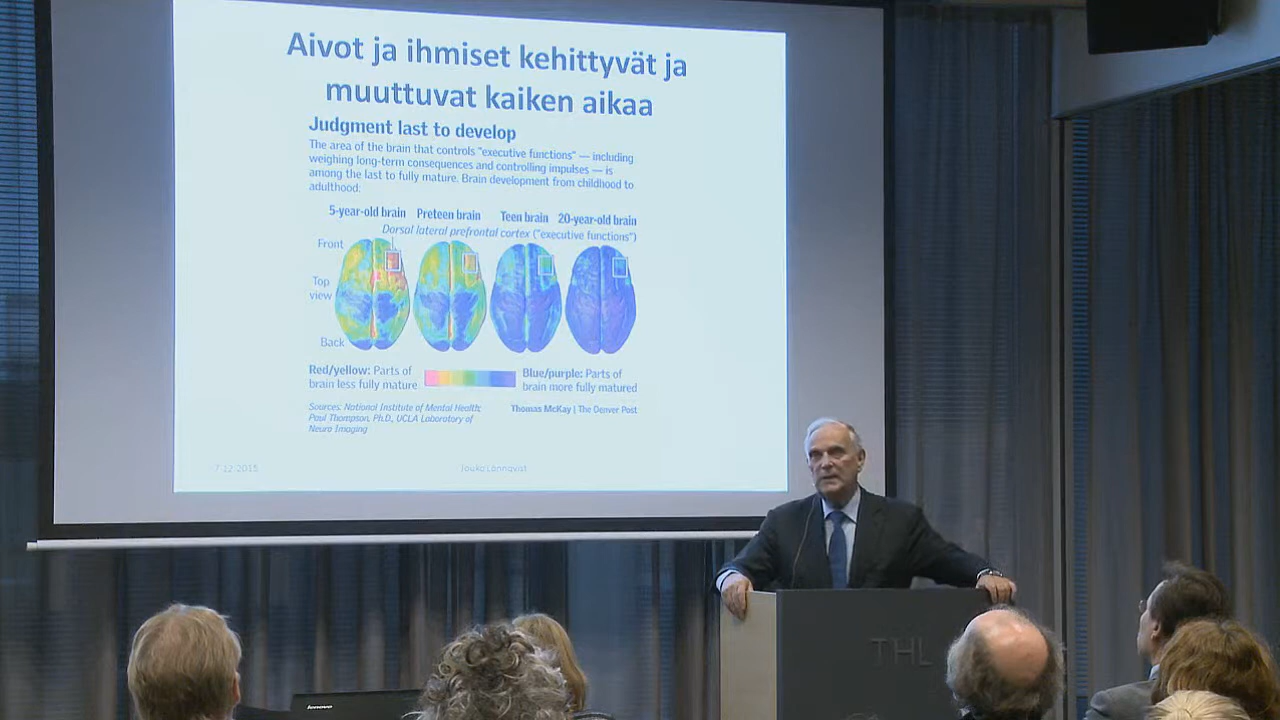 Aivot ja ihmiset kehittyvät ja
muuttuvat kaiken aikaa
Judgment last to develop
The area of the brain that controls "executive functions" — including
weighing long-term consequences and controlling impulses — is
among the last to fully mature. Brain development from childhood to
adulthood:
5-year-old brain Preteen brain Teen brain 20-year-old brain
Dorsal lateral prefrontal cortex ("executive functions")
Front
Top
view
Back
Red/yellow: Parts of
brain less fully mature
Blue/purple: Parts of
brain more fully matured
Sources: National Institute of Mental Health;
Paul Thompson, Ph.D., UCLA Laboratory of
Neuro Imaging
Thomas McKay | The Denver Post
7.12.2015
Jouko Lönnqvist
THL
lenovo